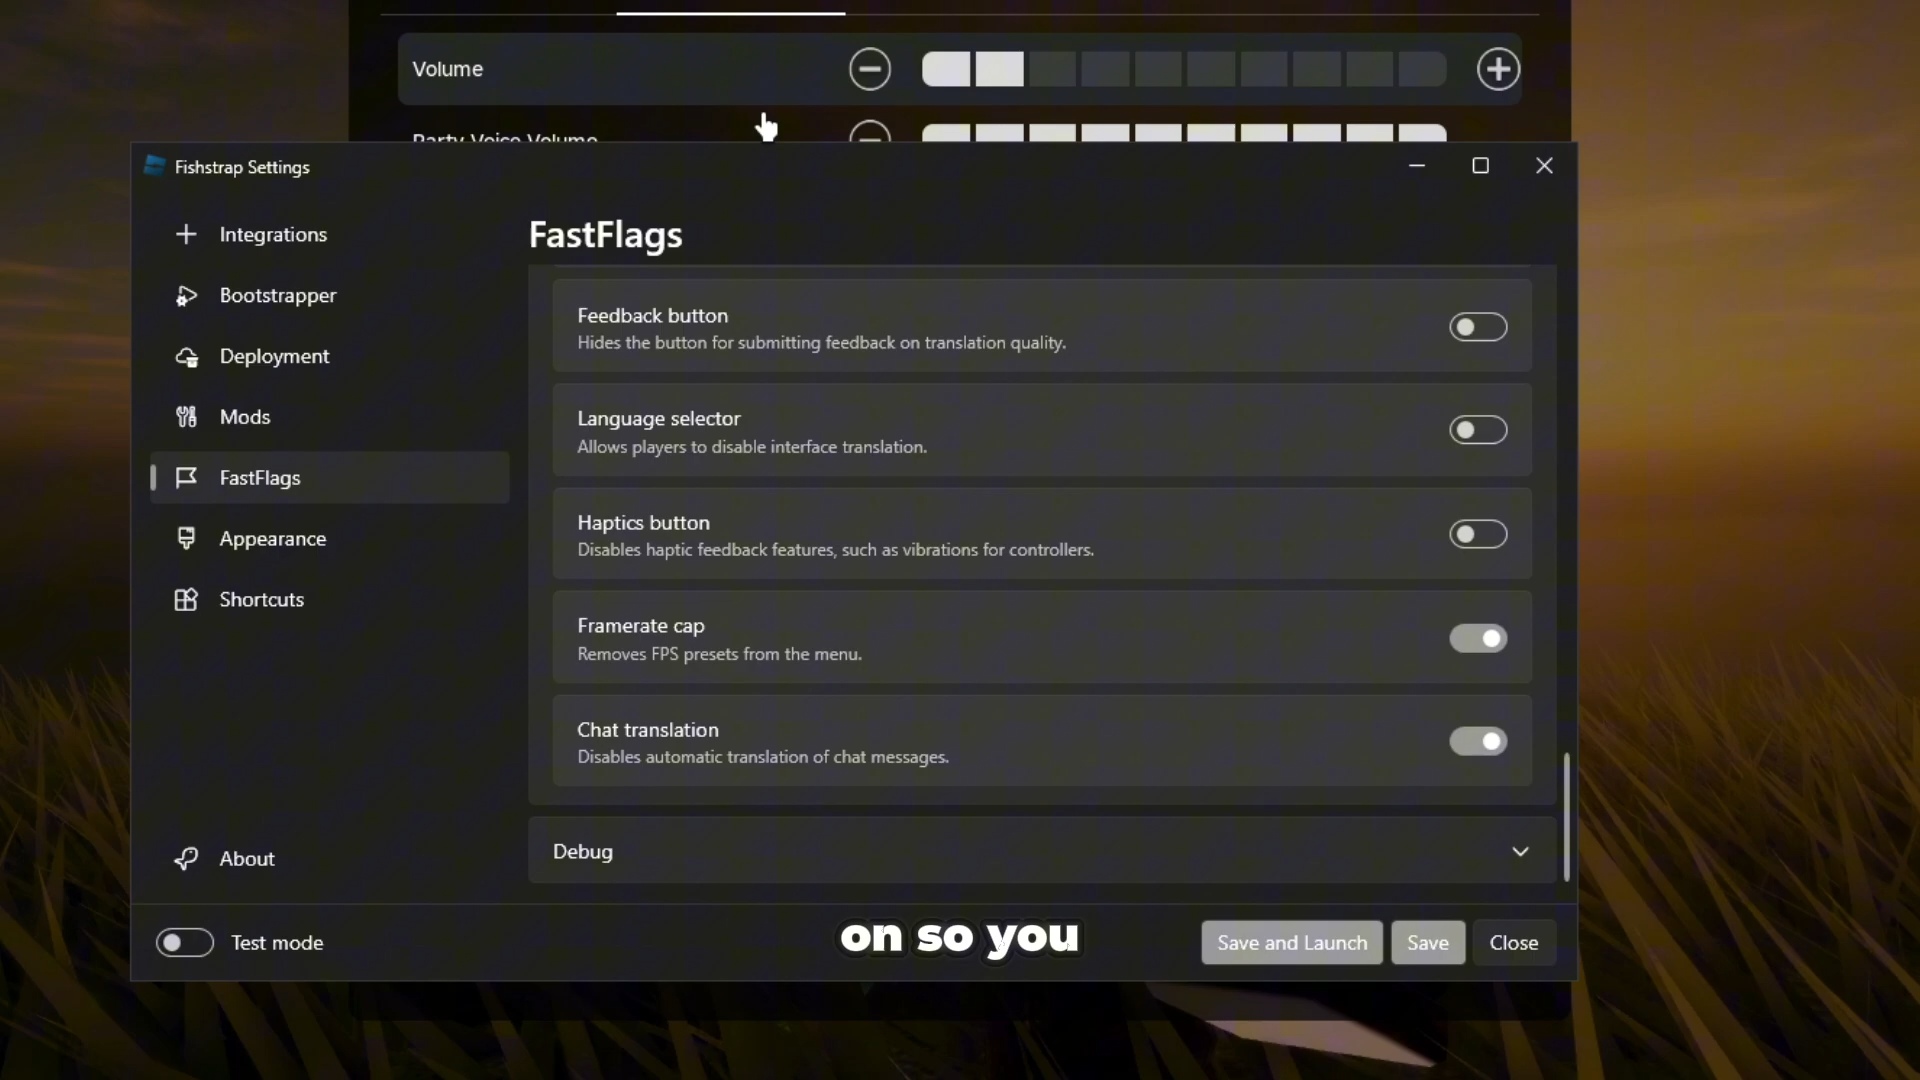 Volume
Party Voice Volume
Fishstrap Settings
Integrations
Bootstrapper
Deployment
Mods
FastFlags
Appearance
Shortcuts
About
FastFlags
Feedback button
Hides the button for submitting feedback on translation quality.
Language selector
Allows players to disable interface translation.
Haptics button
Disables haptic feedback features, such as vibrations for controllers.
Framerate cap
Removes FPS presets from the menu.
Chat translation
Disables automatic translation of chat messages.
Debug
Test mode
on so you
Save and Launch
Save
Close